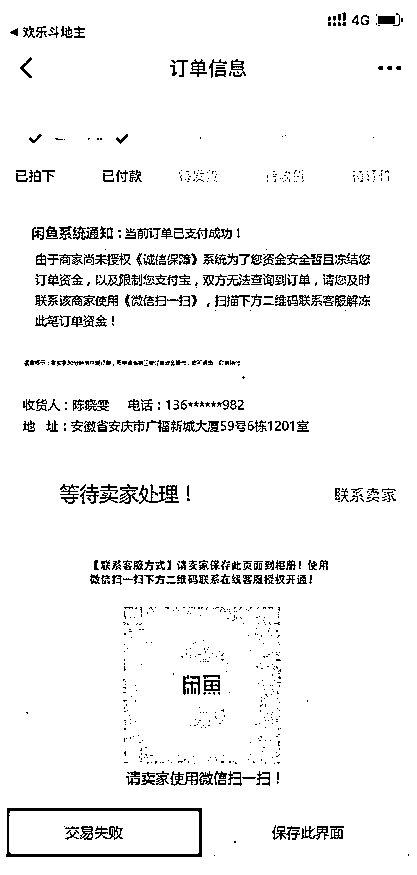 4G
欢乐斗地主
订单信息
已拍下 已付款 待发货 待收货 待评价
闲鱼系统通知：当前订单已支付成功！
由于商家尚未授权《诚信保障》系统为了您资金安全暂且冻结您
订单资金，以及限制您支付宝，双方无法查询到订单，请您及时
联系该商家使用《微信扫一扫》，扫描下方二维码联系客服解冻
此笔订单资金！
收货人：陈晓雯 电话：136******982
地 址：安徽省安庆市广福新城大厦59号6栋1201室
等待卖家处理！ 联系卖家
【联系客服方式】请卖家保存此页面到相册！使用
微信扫一扫下方二维码联系在线客服授权开通！
闲鱼
请卖家使用微信扫一扫！
交易失败 保存此界面